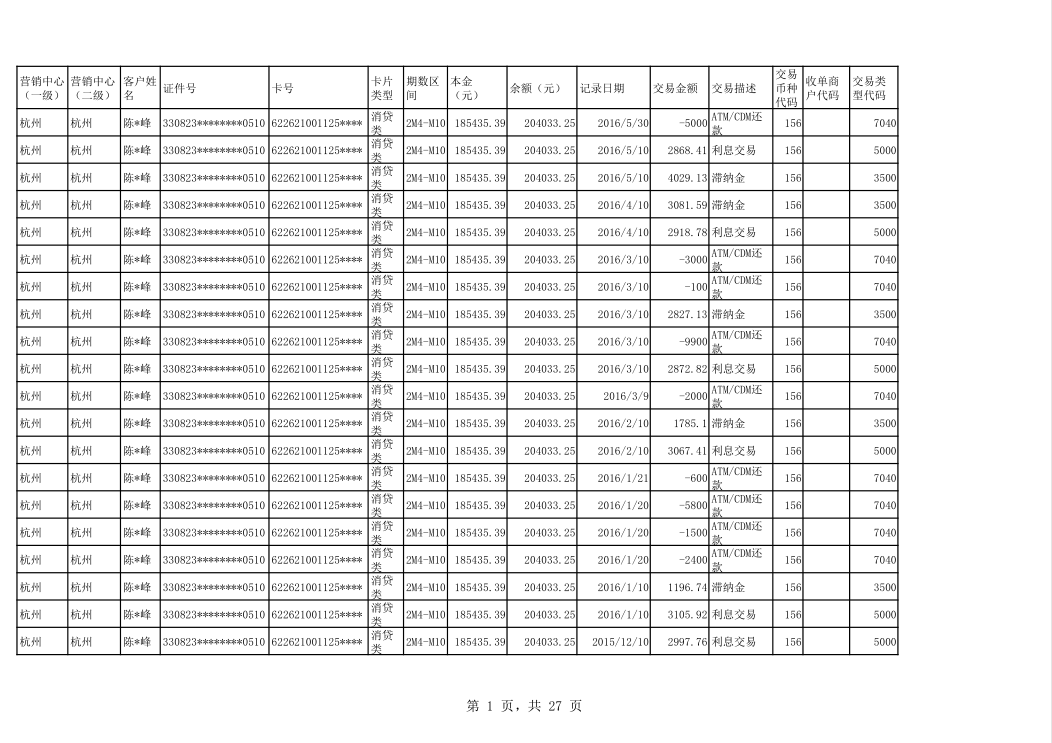 营销中心（一级） 营销中心（二级） 客户姓名 证件号 卡号 卡片类型 期数区间 本金（元） 余额（元） 记录日期 交易金额 交易描述 交易币种代码 收单商户代码 交易类型代码
杭州 杭州 陈*峰 330823********0510 622621001125**** 消贷类 2M4-M10 185435.39 204033.25 2016/5/30 -5000 ATM/CDM还款 156 7040
杭州 杭州 陈*峰 330823********0510 622621001125**** 消贷类 2M4-M10 185435.39 204033.25 2016/5/10 2868.41 利息交易 156 5000
杭州 杭州 陈*峰 330823********0510 622621001125**** 消贷类 2M4-M10 185435.39 204033.25 2016/5/10 4029.13 滞纳金 156 3500
杭州 杭州 陈*峰 330823********0510 622621001125**** 消贷类 2M4-M10 185435.39 204033.25 2016/4/10 3081.59 滞纳金 156 3500
杭州 杭州 陈*峰 330823********0510 622621001125**** 消贷类 2M4-M10 185435.39 204033.25 2016/4/10 2918.78 利息交易 156 5000
杭州 杭州 陈*峰 330823********0510 622621001125**** 消贷类 2M4-M10 185435.39 204033.25 2016/3/10 -3000 ATM/CDM还款 156 7040
杭州 杭州 陈*峰 330823********0510 622621001125**** 消贷类 2M4-M10 185435.39 204033.25 2016/3/10 -100 ATM/CDM还款 156 7040
杭州 杭州 陈*峰 330823********0510 622621001125**** 消贷类 2M4-M10 185435.39 204033.25 2016/3/10 2827.13 滞纳金 156 3500
杭州 杭州 陈*峰 330823********0510 622621001125**** 消贷类 2M4-M10 185435.39 204033.25 2016/3/10 -9900 ATM/CDM还款 156 7040
杭州 杭州 陈*峰 330823********0510 622621001125**** 消贷类 2M4-M10 185435.39 204033.25 2016/3/10 2872.82 利息交易 156 5000
杭州 杭州 陈*峰 330823********0510 622621001125**** 消贷类 2M4-M10 185435.39 204033.25 2016/3/9 -2000 ATM/CDM还款 156 7040
杭州 杭州 陈*峰 330823********0510 622621001125**** 消贷类 2M4-M10 185435.39 204033.25 2016/2/10 1785.1 滞纳金 156 3500
杭州 杭州 陈*峰 330823********0510 622621001125**** 消贷类 2M4-M10 185435.39 204033.25 2016/2/10 3067.41 利息交易 156 5000
杭州 杭州 陈*峰 330823********0510 622621001125**** 消贷类 2M4-M10 185435.39 204033.25 2016/1/21 -600 ATM/CDM还款 156 7040
杭州 杭州 陈*峰 330823********0510 622621001125**** 消贷类 2M4-M10 185435.39 204033.25 2016/1/20 -5800 ATM/CDM还款 156 7040
杭州 杭州 陈*峰 330823********0510 622621001125**** 消贷类 2M4-M10 185435.39 204033.25 2016/1/20 -1500 ATM/CDM还款 156 7040
杭州 杭州 陈*峰 330823********0510 622621001125**** 消贷类 2M4-M10 185435.39 204033.25 2016/1/20 -2400 ATM/CDM还款 156 7040
杭州 杭州 陈*峰 330823********0510 622621001125**** 消贷类 2M4-M10 185435.39 204033.25 2016/1/10 1196.74 滞纳金 156 3500
杭州 杭州 陈*峰 330823********0510 622621001125**** 消贷类 2M4-M10 185435.39 204033.25 2016/1/10 3105.92 利息交易 156 5000
杭州 杭州 陈*峰 330823********0510 622621001125**** 消贷类 2M4-M10 185435.39 204033.25 2015/12/10 2997.76 利息交易 156 5000
第 1 页，共 27 页